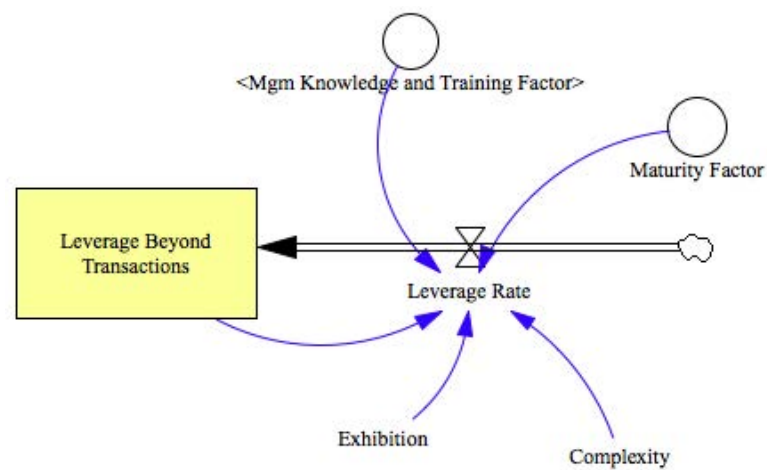 <Mgm Knowledge and Training Factor>
Maturity Factor
Leverage Beyond
Transactions
Leverage Rate
Exhibition
Complexity